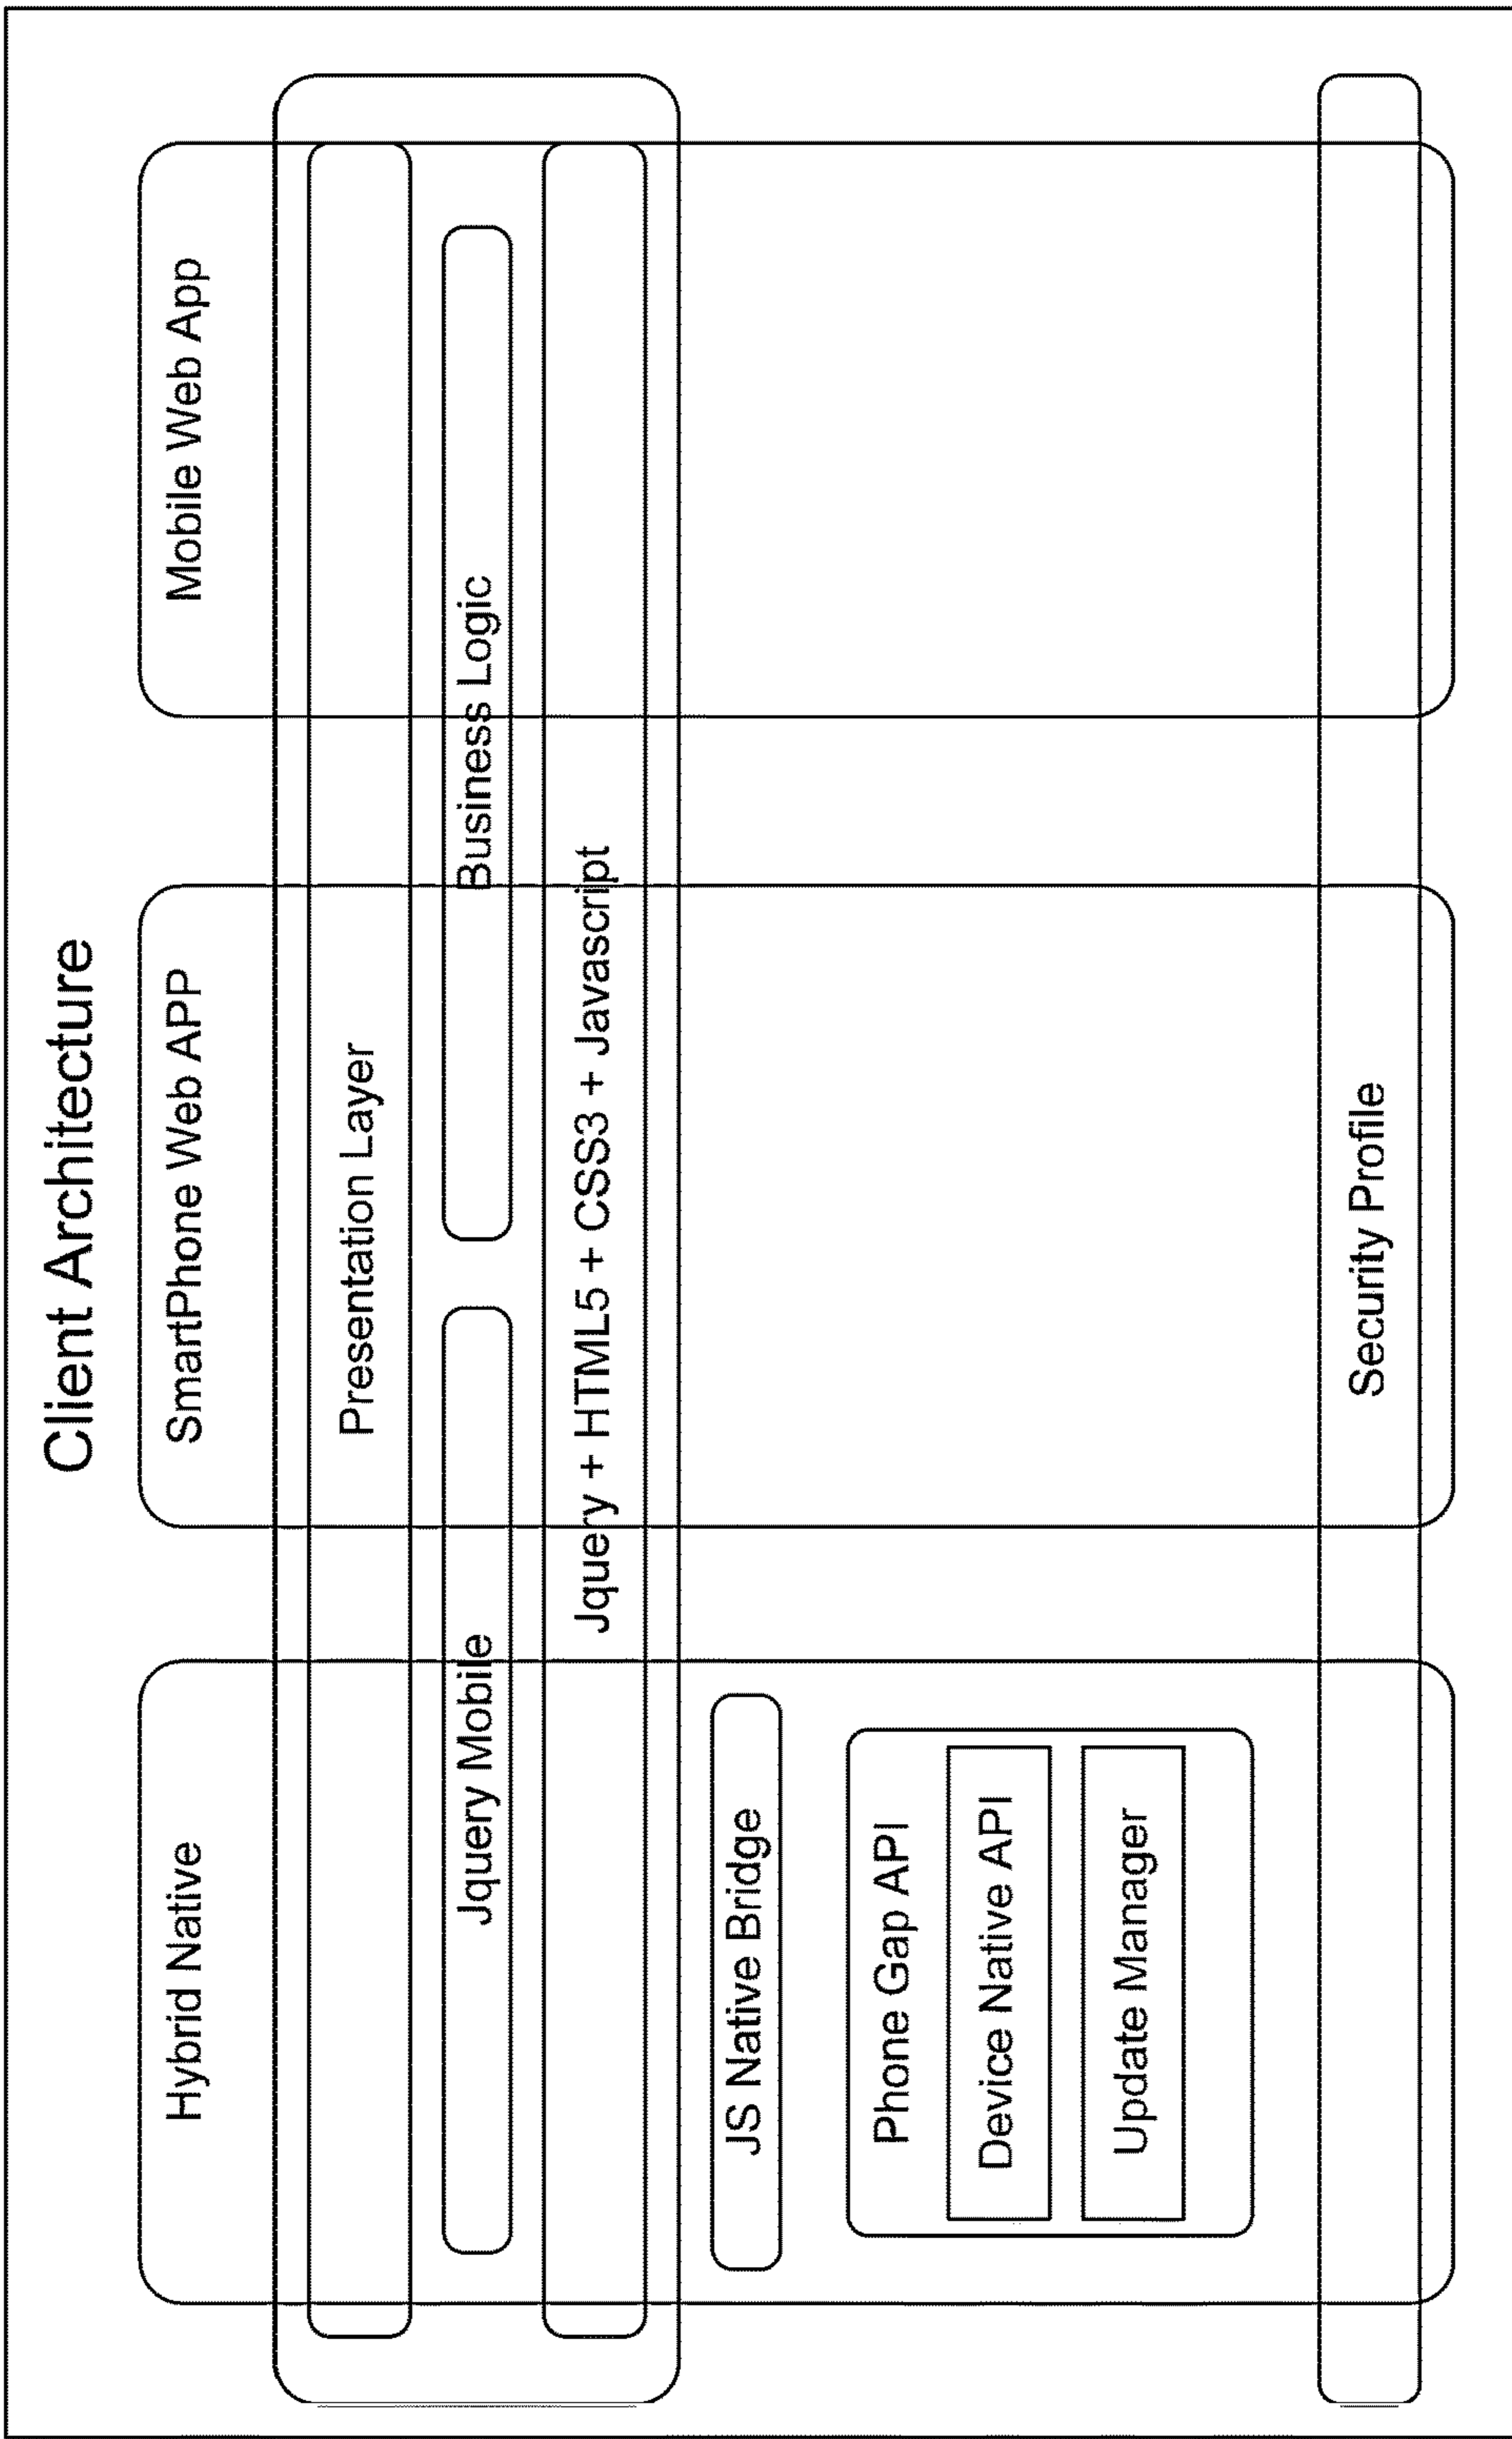 Client Architecture
Hybrid Native
SmartPhone Web APP
Mobile Web App
Presentation Layer
Jquery Mobile
Business Logic
Jquery + HTML5 + CSS3 + Javascript
JS Native Bridge
Phone Gap API
Device Native API
Update Manager
Security Profile